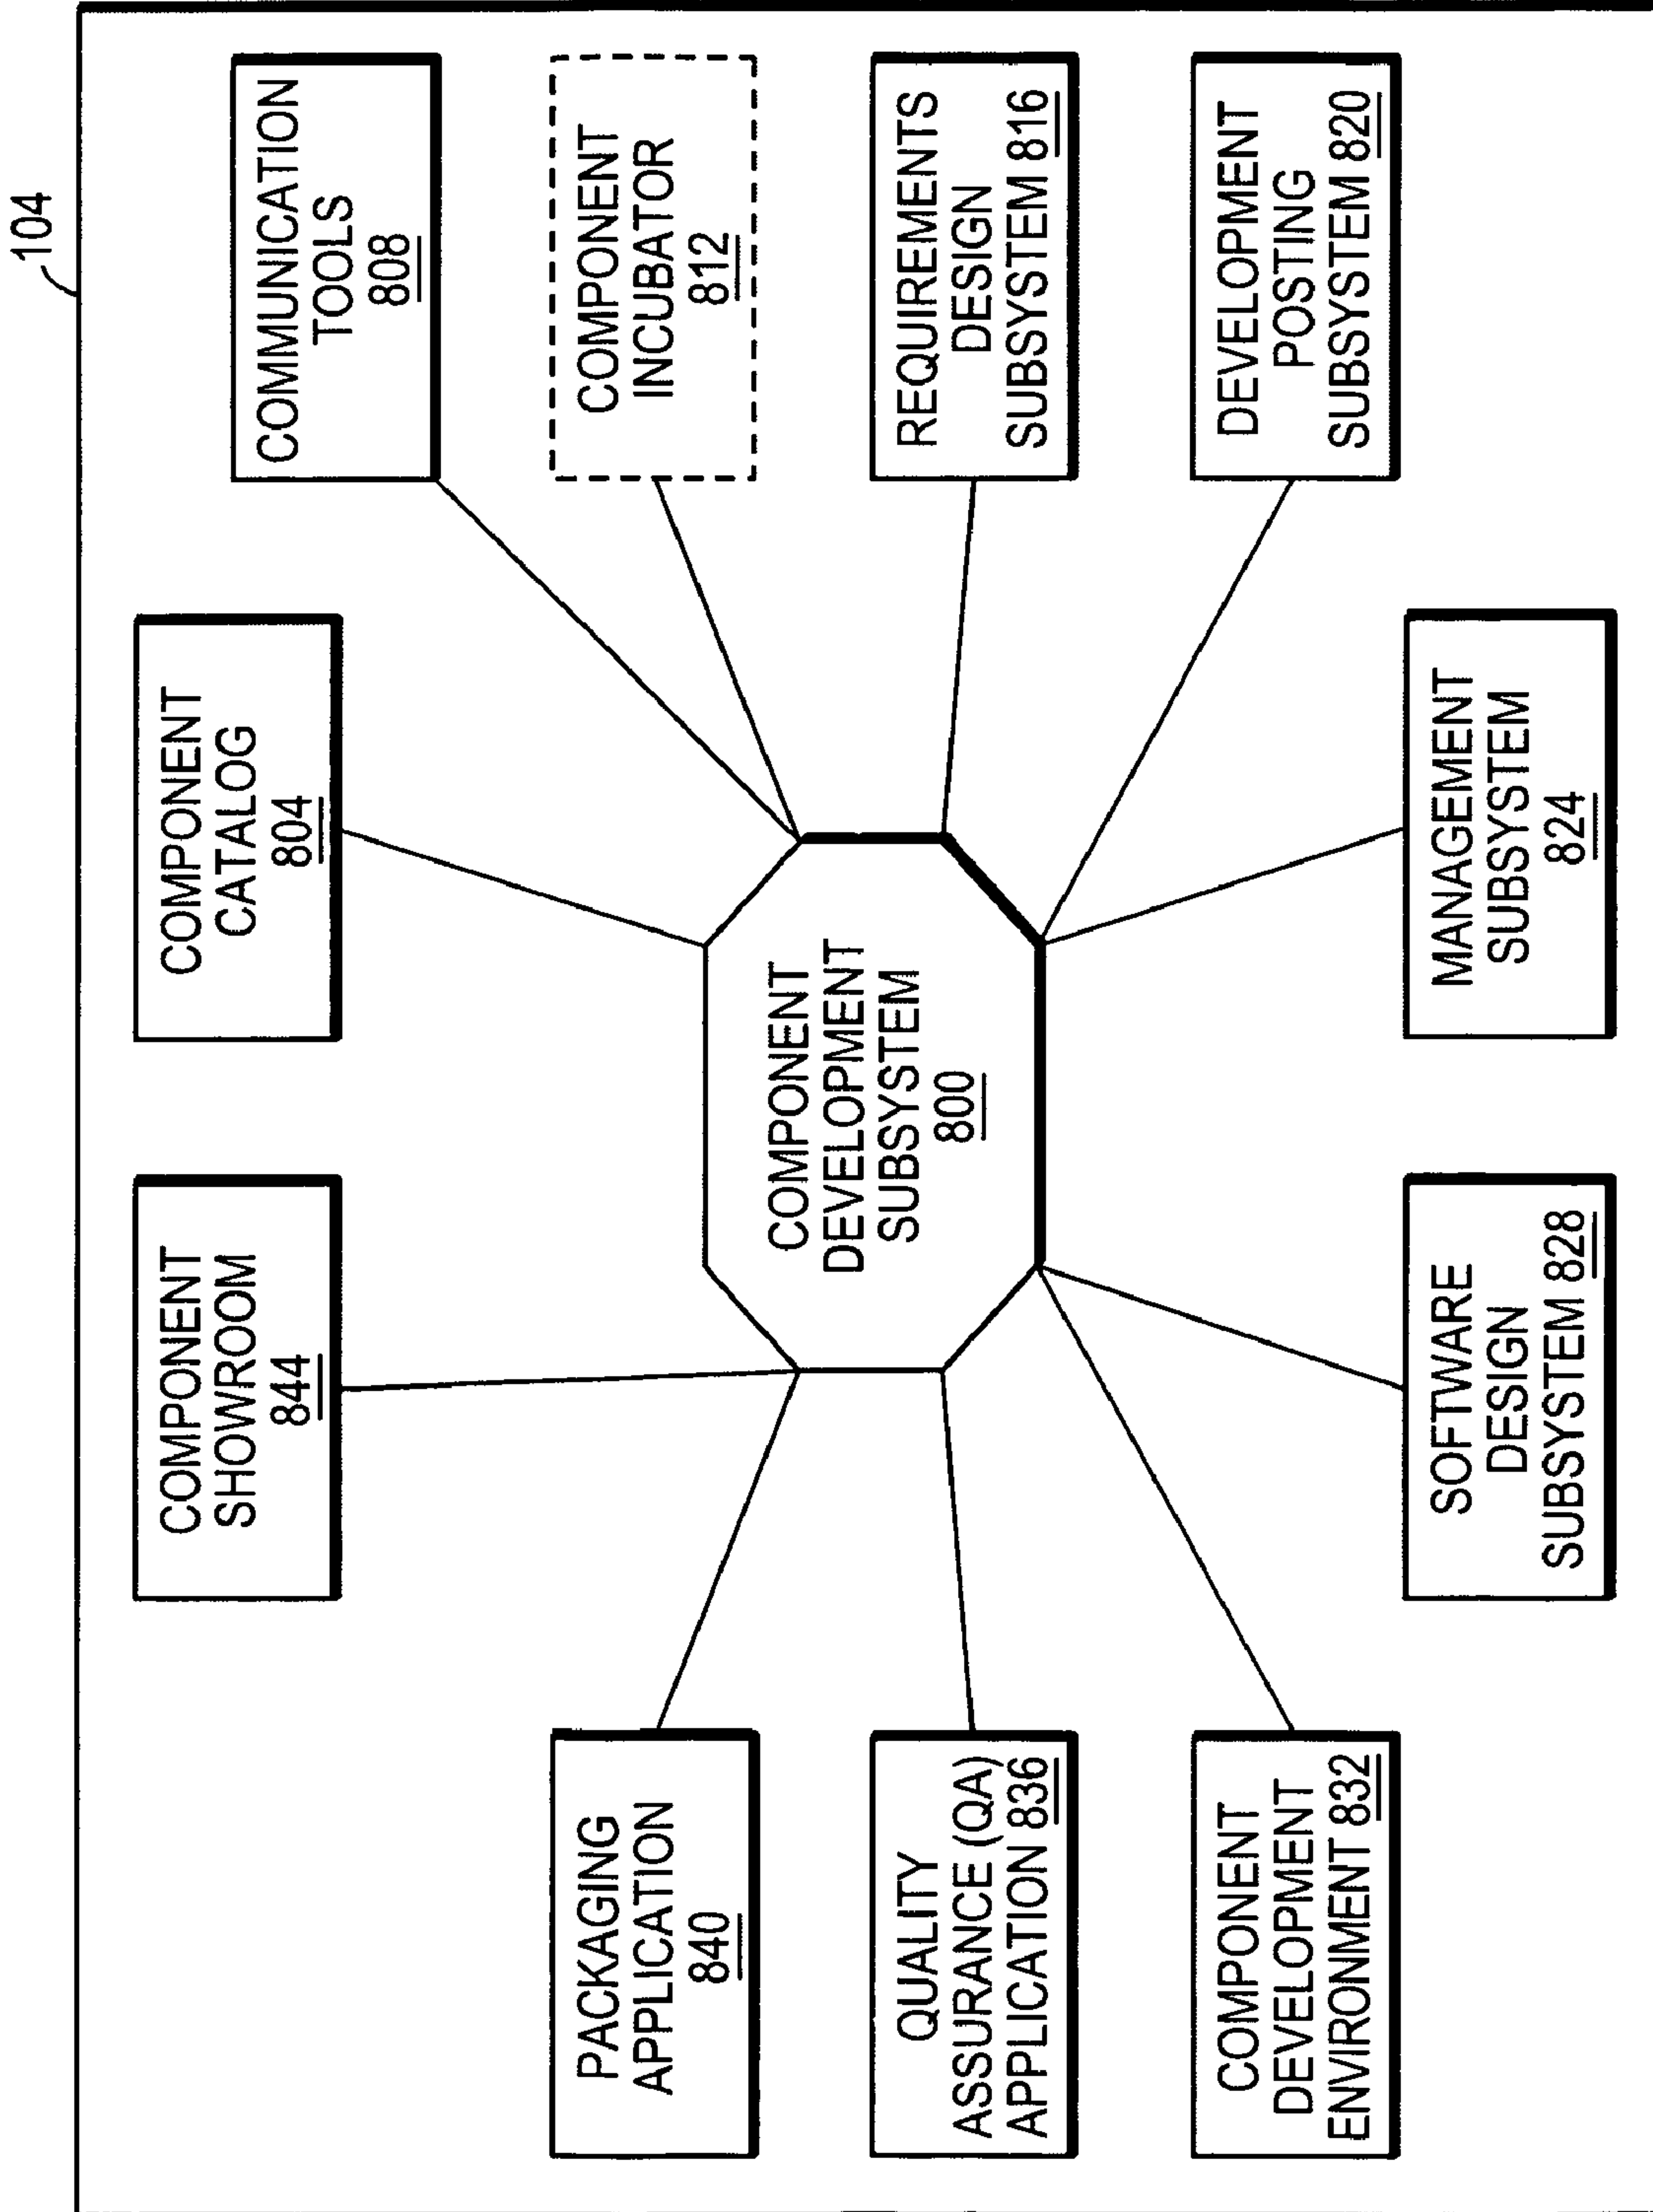 104
COMPONENT
SHOWROOM
844
COMPONENT
CATALOG
804
COMMUNICATION
TOOLS
808
PACKAGING
APPLICATION
840
COMPONENT
INCUBATOR
812
COMPONENT
DEVELOPMENT
SUBSYSTEM
800
QUALITY
ASSURANCE (QA)
APPLICATION 836
REQUIREMENTS
DESIGN
SUBSYSTEM 816
COMPONENT
DEVELOPMENT
ENVIRONMENT 832
DEVELOPMENT
POSTING
SUBSYSTEM 820
SOFTWARE
DESIGN
SUBSYSTEM 828
MANAGEMENT
SUBSYSTEM
824